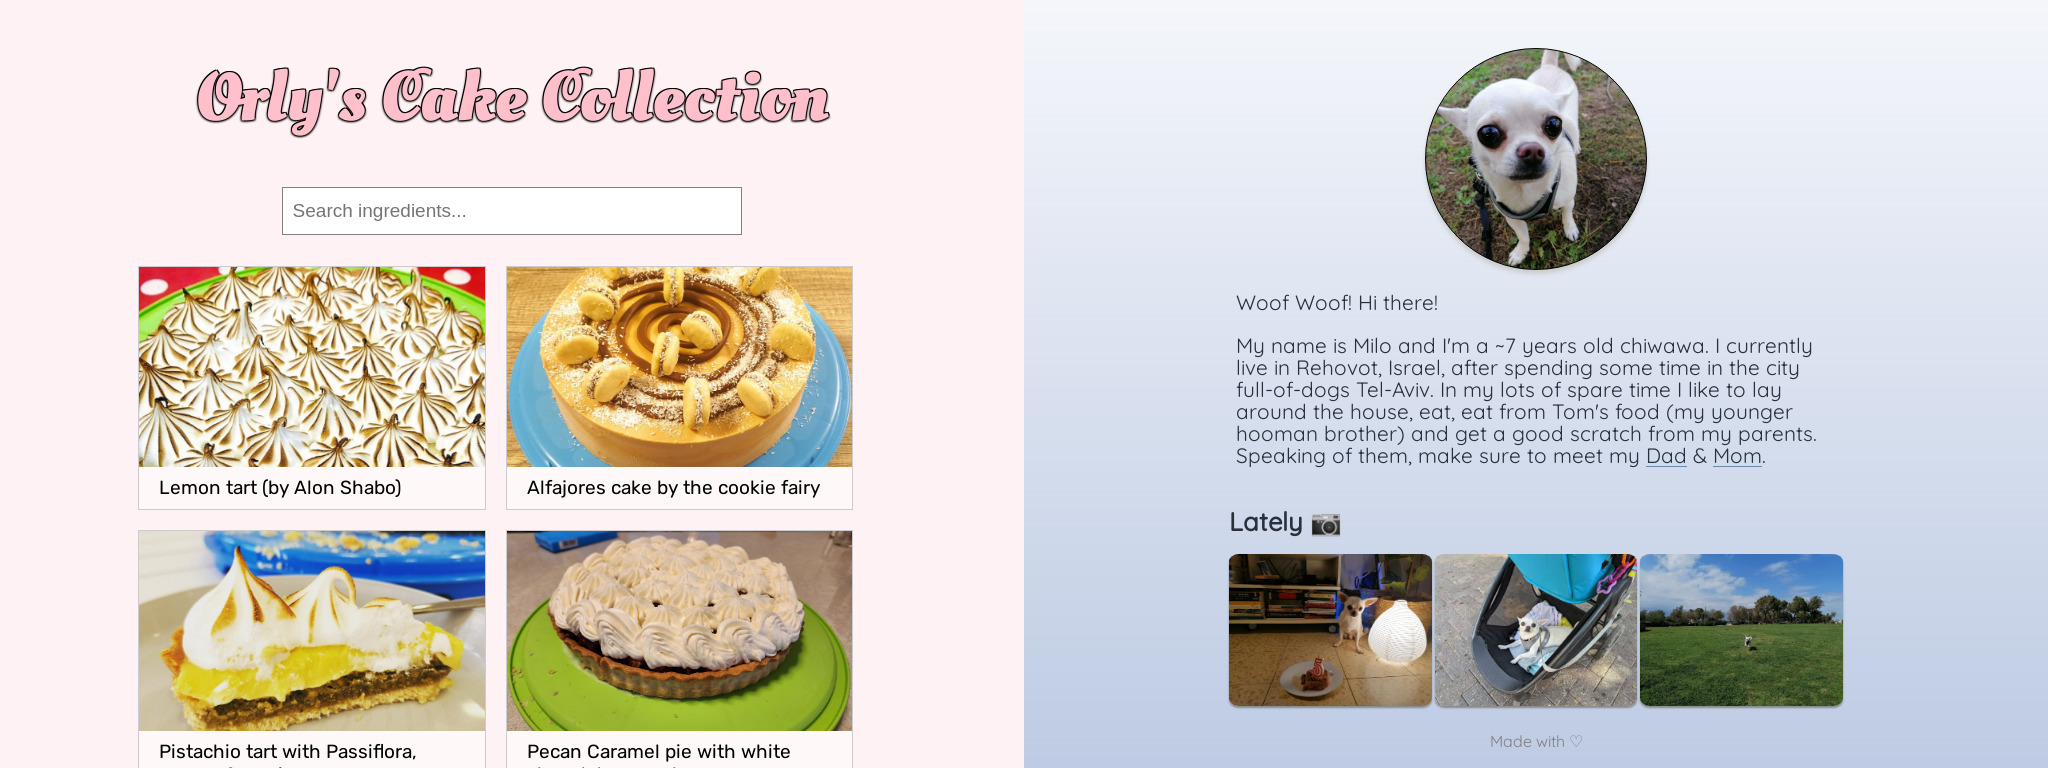 Orly's Cake Collection
Search ingredients...
Lemon tart (by Alon Shabo)
Alfajores cake by the cookie fairy
Pistachio tart with Passiflora,
Pecan Caramel pie with white
Woof Woof! Hi there!
My name is Milo and I'm a ~7 years old chiwawa. I currently
live in Rehovot, Israel, after spending some time in the city
full-of-dogs Tel-Aviv. In my lots of spare time I like to lay
around the house, eat, eat from Tom's food (my younger
hooman brother) and get a good scratch from my parents.
Speaking of them, make sure to meet my Dad & Mom.
Lately 📷
Made with ♡